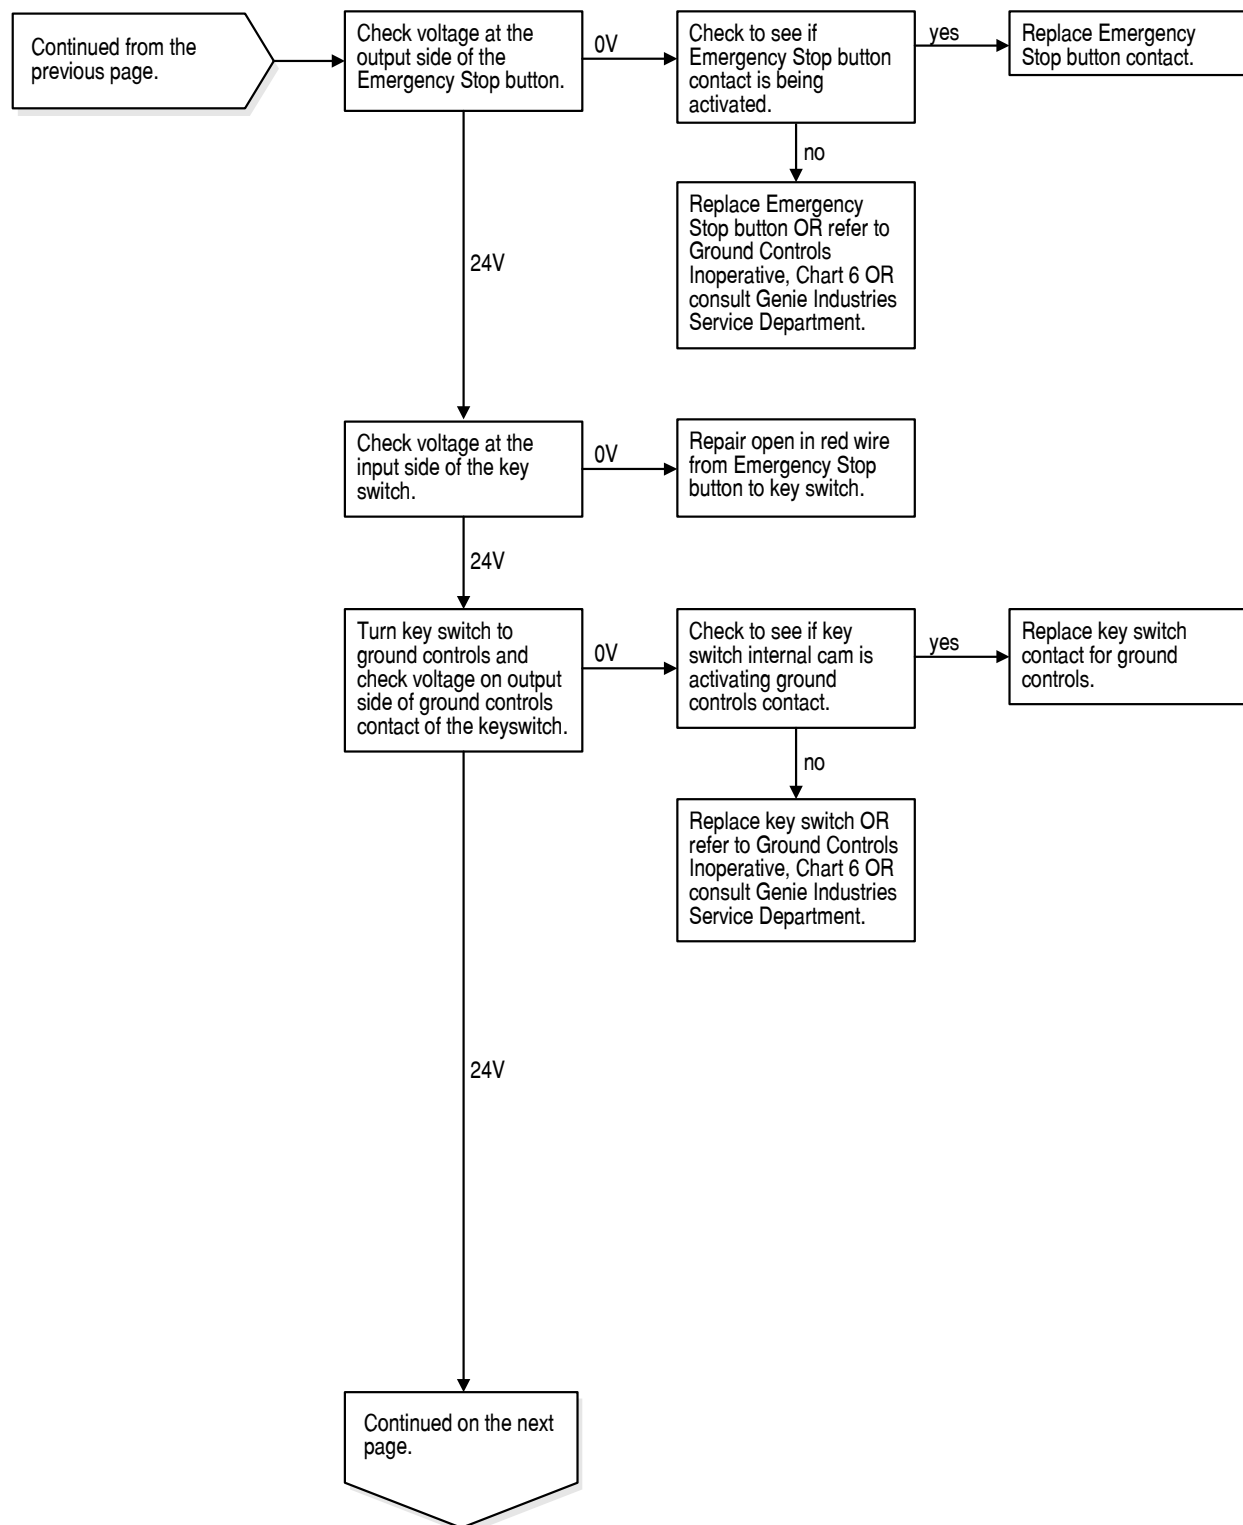 Continued from the
previous page.
Check voltage at the
output side of the
Emergency Stop button.
0V
Check to see if
Emergency Stop button
contact is being
activated.
yes
Replace Emergency
Stop button contact.
no
Replace Emergency
Stop button OR refer to
Ground Controls
Inoperative, Chart 6 OR
consult Genie Industries
Service Department.
24V
Check voltage at the
input side of the key
switch.
0V
Repair open in red wire
from Emergency Stop
button to key switch.
24V
Turn key switch to
ground controls and
check voltage on output
side of ground controls
contact of the keyswitch.
0V
Check to see if key
switch internal cam is
activating ground
controls contact.
yes
Replace key switch
contact for ground
controls.
no
Replace key switch OR
refer to Ground Controls
Inoperative, Chart 6 OR
consult Genie Industries
Service Department.
24V
Continued on the next
page.